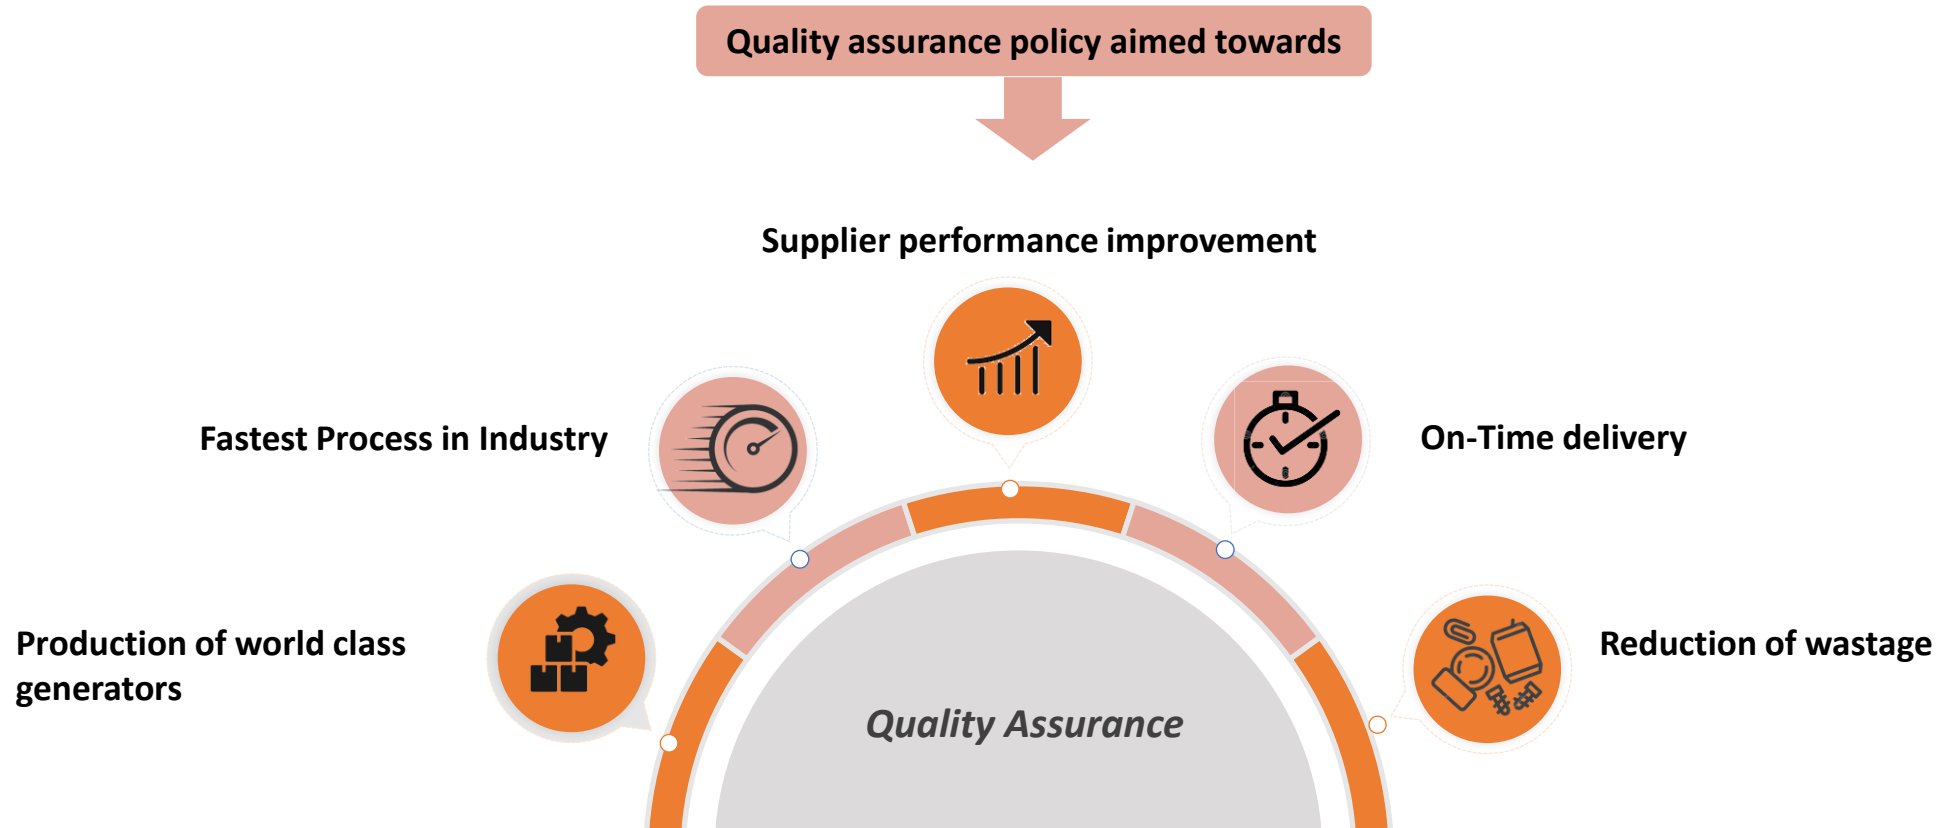 Quality assurance policy aimed towards
Supplier performance improvement
Fastest Process in Industry
On-Time delivery
Production of world class
generators
Reduction of wastage
Quality Assurance